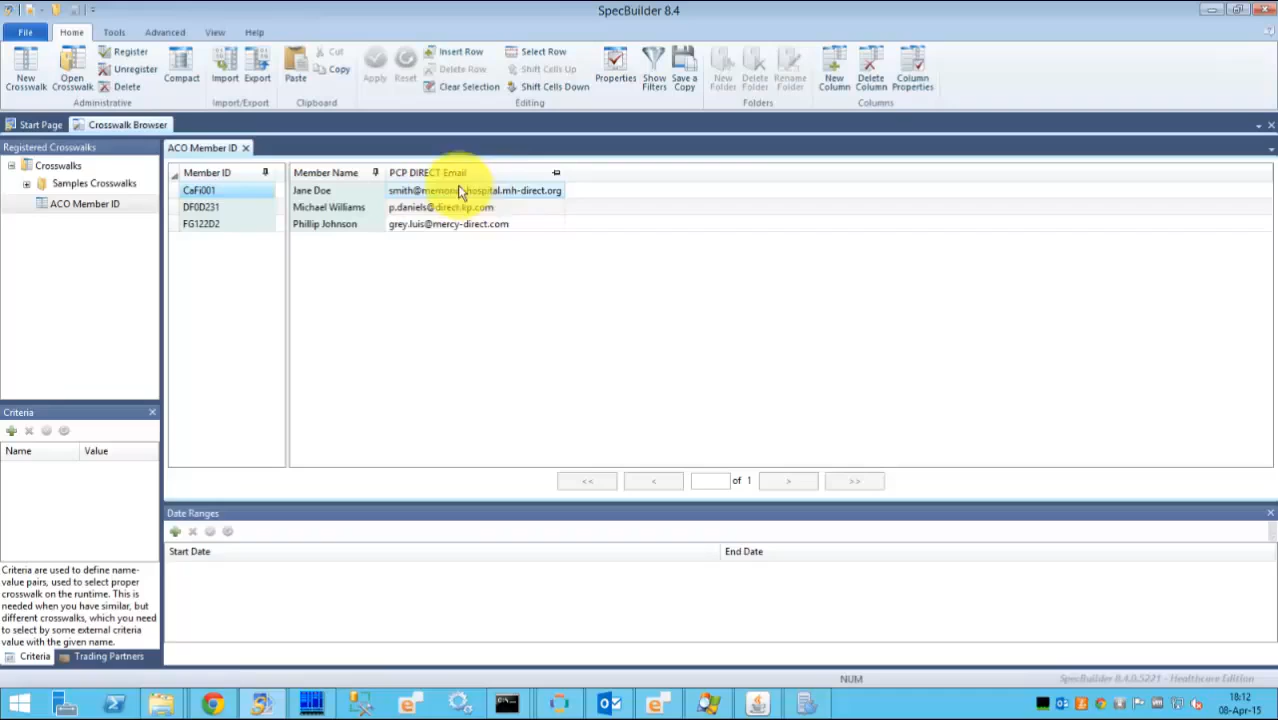 SpecBuilder 8.4
File Home Tools Advanced View Help
New Crosswalk
Open Crosswalk
Register
Unregister
Delete
Compact
Administrative
Import
Export
Import/Export
Paste
Cut
Copy
Clipboard
Apply
Reset
Insert Row
Delete Row
Clear Selection
Select Row
Shift Cells Up
Shift Cells Down
Editing
Properties
Show Filters
Save a Copy
New Folder
Delete Folder
Rename Folder
Folders
New Column
Delete Column
Column Properties
Columns
Start Page
Crosswalk Browser
Registered Crosswalks
Crosswalks
Samples Crosswalks
ACO Member ID
ACO Member ID
Member ID Member Name PCP DIRECT Email
CaFi001 Jane Doe smith@memorialhospital.mh-direct.org
DF0D231 Michael Williams p.daniels@direct.kp.com
FG122D2 Phillip Johnson grey.luis@mercy-direct.com
<< < of 1 > >>
Criteria
Name Value
Criteria are used to define name-
value pairs, used to select proper
crosswalk on the runtime. This is
needed when you have similar, but
different crosswalks, which you need
to select by some external criteria
value with the given name.
Criteria Trading Partners
Date Ranges
Start Date End Date
NUM
SpecBuilder 8.4.0.5221 - Healthcare Edition
18:12
08-Apr-15